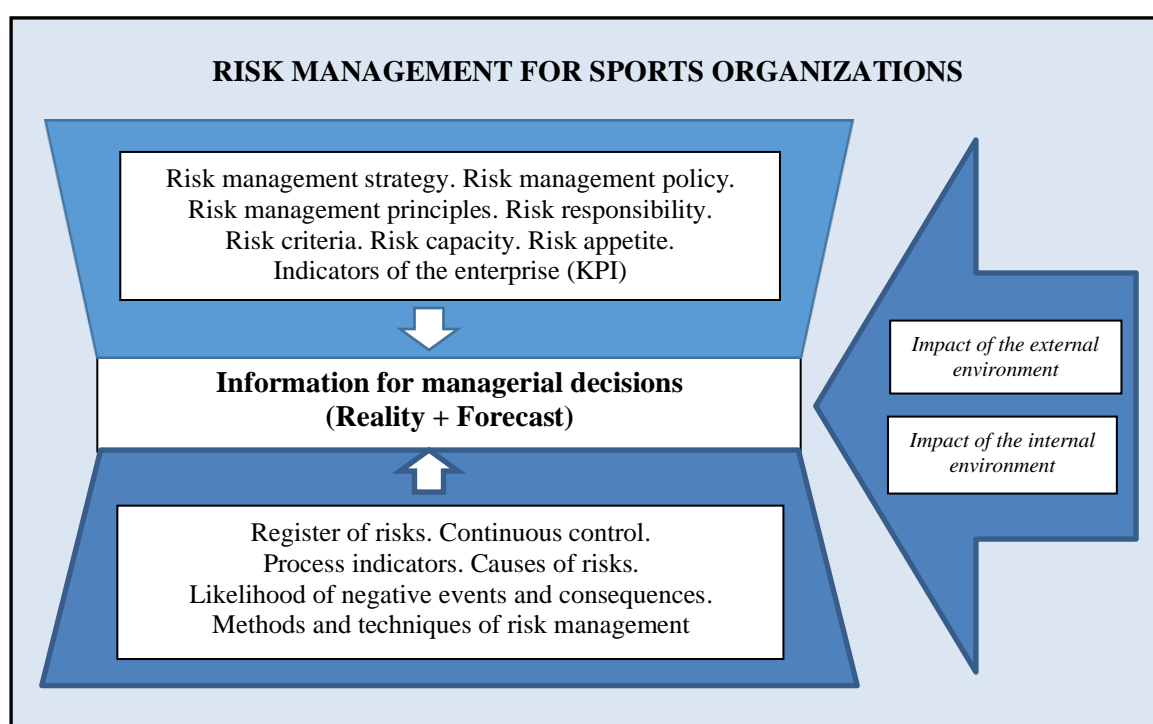 RISK MANAGEMENT FOR SPORTS ORGANIZATIONS
Risk management strategy. Risk management policy.
Risk management principles. Risk responsibility.
Risk criteria. Risk capacity. Risk appetite.
Indicators of the enterprise (KPI)
Information for managerial decisions
(Reality + Forecast)
Register of risks. Continuous control.
Process indicators. Causes of risks.
Likelihood of negative events and consequences.
Methods and techniques of risk management
Impact of the external
environment
Impact of the internal
environment